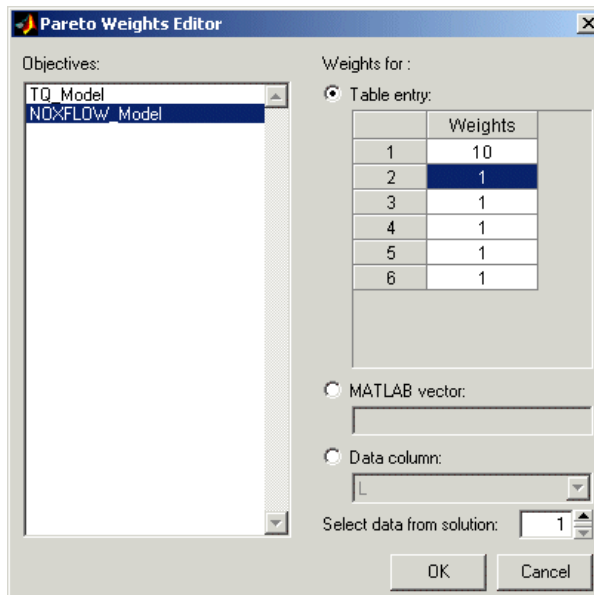 Pareto Weights Editor
Objectives:
TQ_Model
NOXFLOW_Model
Weights for :
Table entry:
Weights
1 10
2 1
3 1
4 1
5 1
6 1
MATLAB vector:
Data column:
L
Select data from solution: 1
OK Cancel